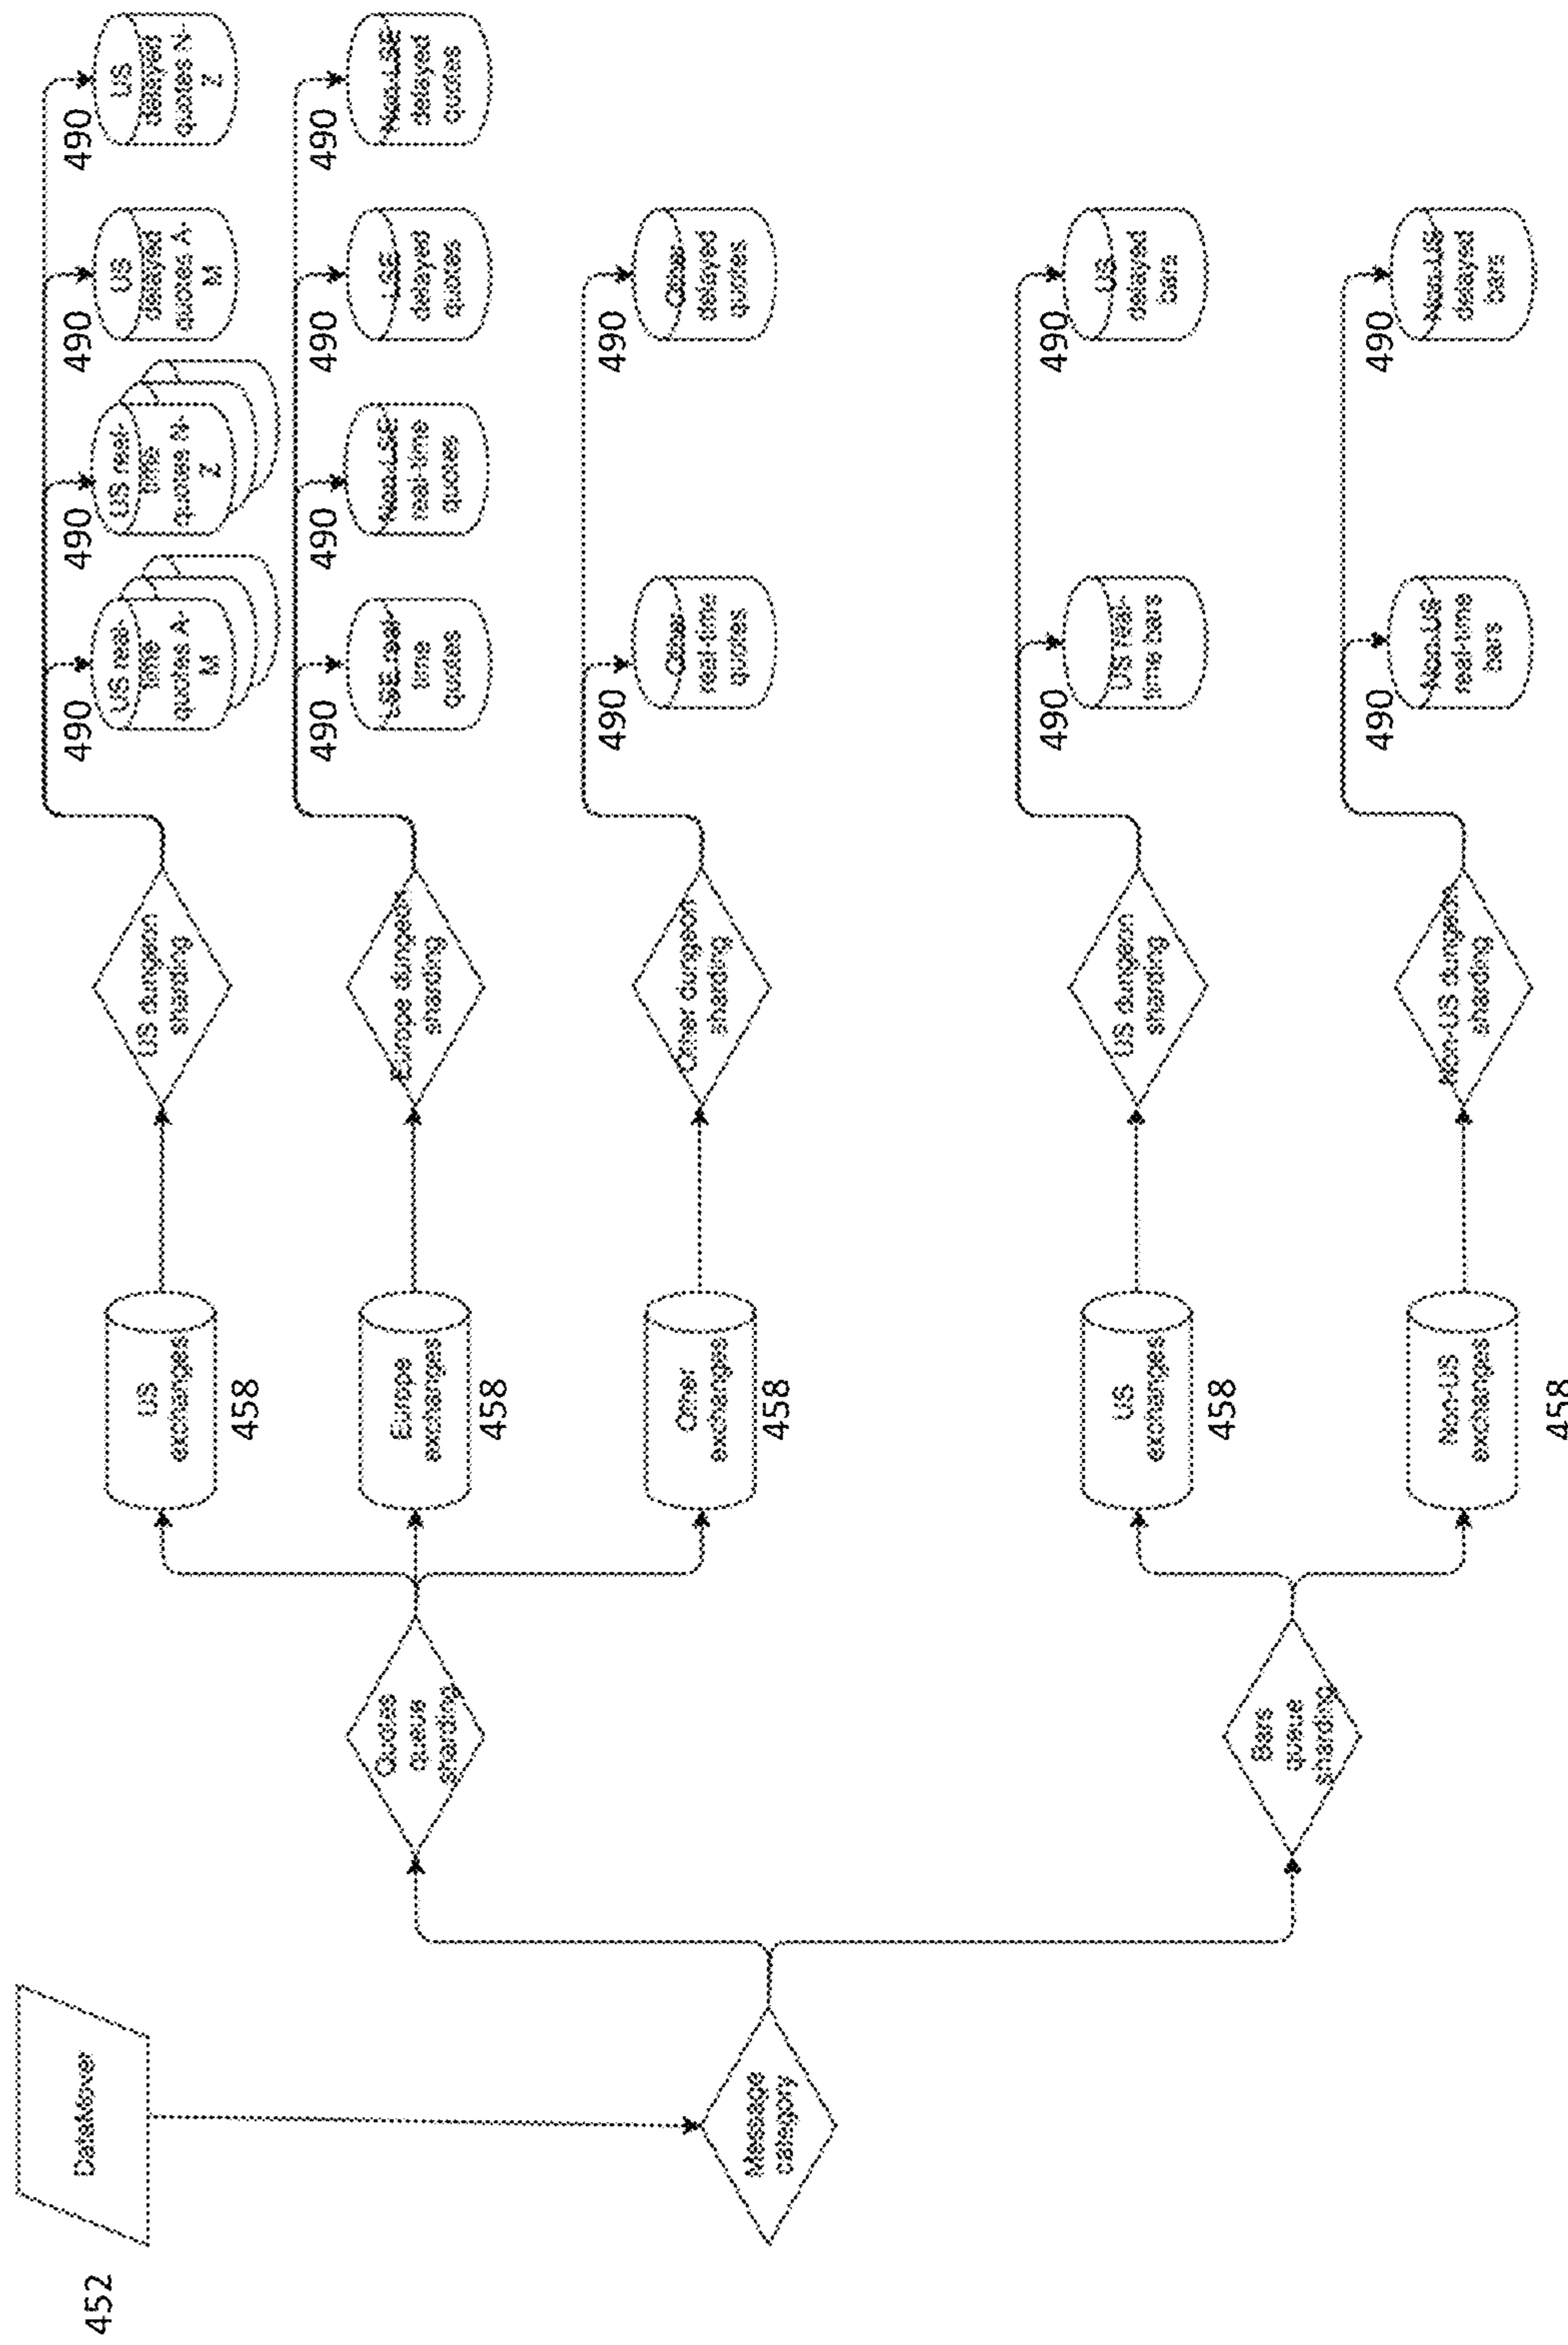 452
DataMover
Message
category
Quotes
queue
sharding
Bars
queue
sharding
US
exchanges
458
Europe
exchanges
458
Other
exchanges
458
US
exchanges
458
Non-US
exchanges
458
US dungeon
sharding
Europe dungeon
sharding
Other dungeon
sharding
US dungeon
sharding
Non-US dungeon
sharding
490
US real-
time
quotes A-
M
490
US real-
time
quotes N-
Z
490
US
delayed
quotes A-
M
490
US
delayed
quotes N-
Z
490
LSE real-
time
quotes
490
Non-LSE
real-time
quotes
490
LSE
delayed
quotes
490
Non-LSE
delayed
quotes
490
Other
real-time
quotes
490
Other
delayed
quotes
490
US real-
time bars
490
US
delayed
bars
490
Non-US
real-time
bars
490
Non-US
delayed
bars